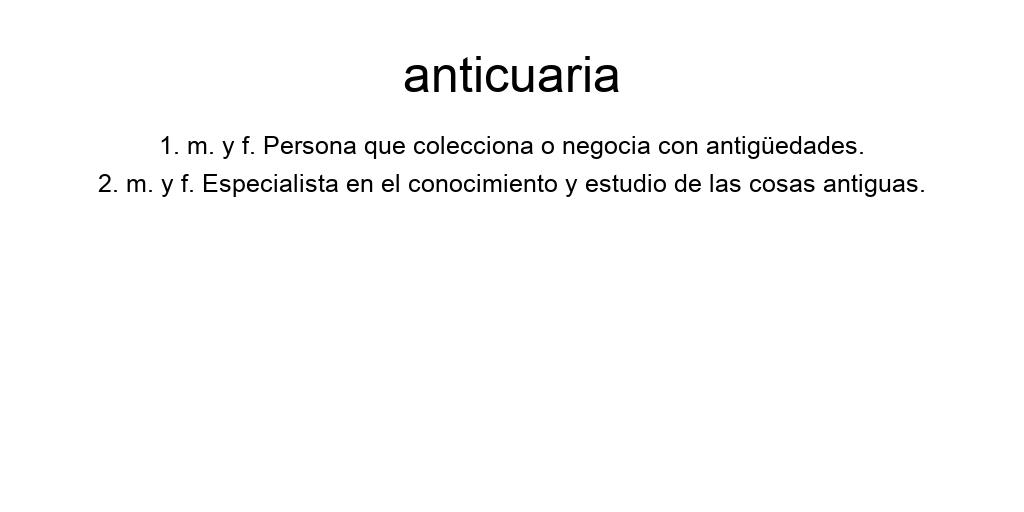 anticuaria
1. m. y f. Persona que colecciona o negocia con antigüedades.
2. m. y f. Especialista en el conocimiento y estudio de las cosas antiguas.